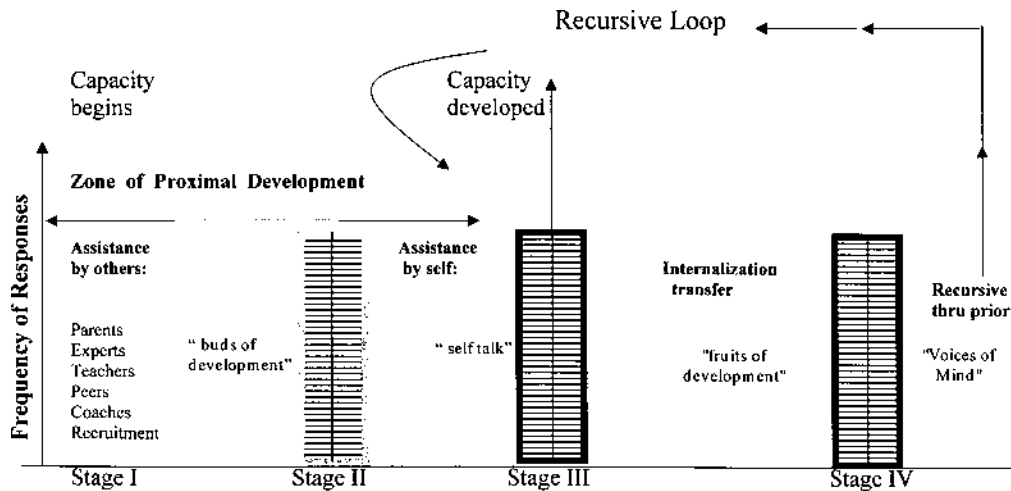 Recursive Loop
Capacity
begins
Capacity
developed
Zone of Proximal Development
Frequency of Responses
Assistance
by others:
Parents
Experts
Teachers
Peers
Coaches
Recruitment
“ buds of
development”
Assistance
by self:
“ self talk”
Internalization
transfer
"fruits of
development"
Recursive
thru prior
"Voices of
Mind"
Stage I
Stage II
Stage III
Stage IV